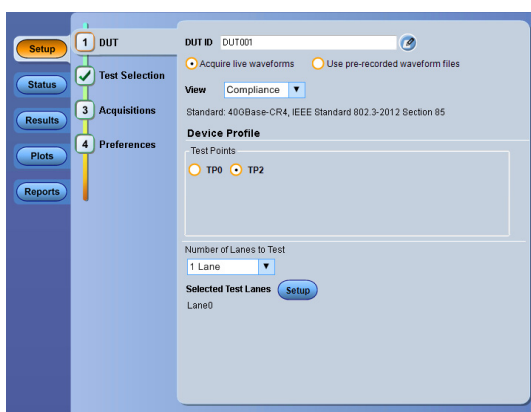 Setup
Status
Results
Plots
Reports
1 DUT
Test Selection
3 Acquisitions
4 Preferences
DUT ID DUT001
Acquire live waveforms Use pre-recorded waveform files
View Compliance
Standard: 40GBase-CR4, IEEE Standard 802.3-2012 Section 85
Device Profile
Test Points
TP0 TP2
Number of Lanes to Test
1 Lane
Selected Test Lanes Setup
Lane0